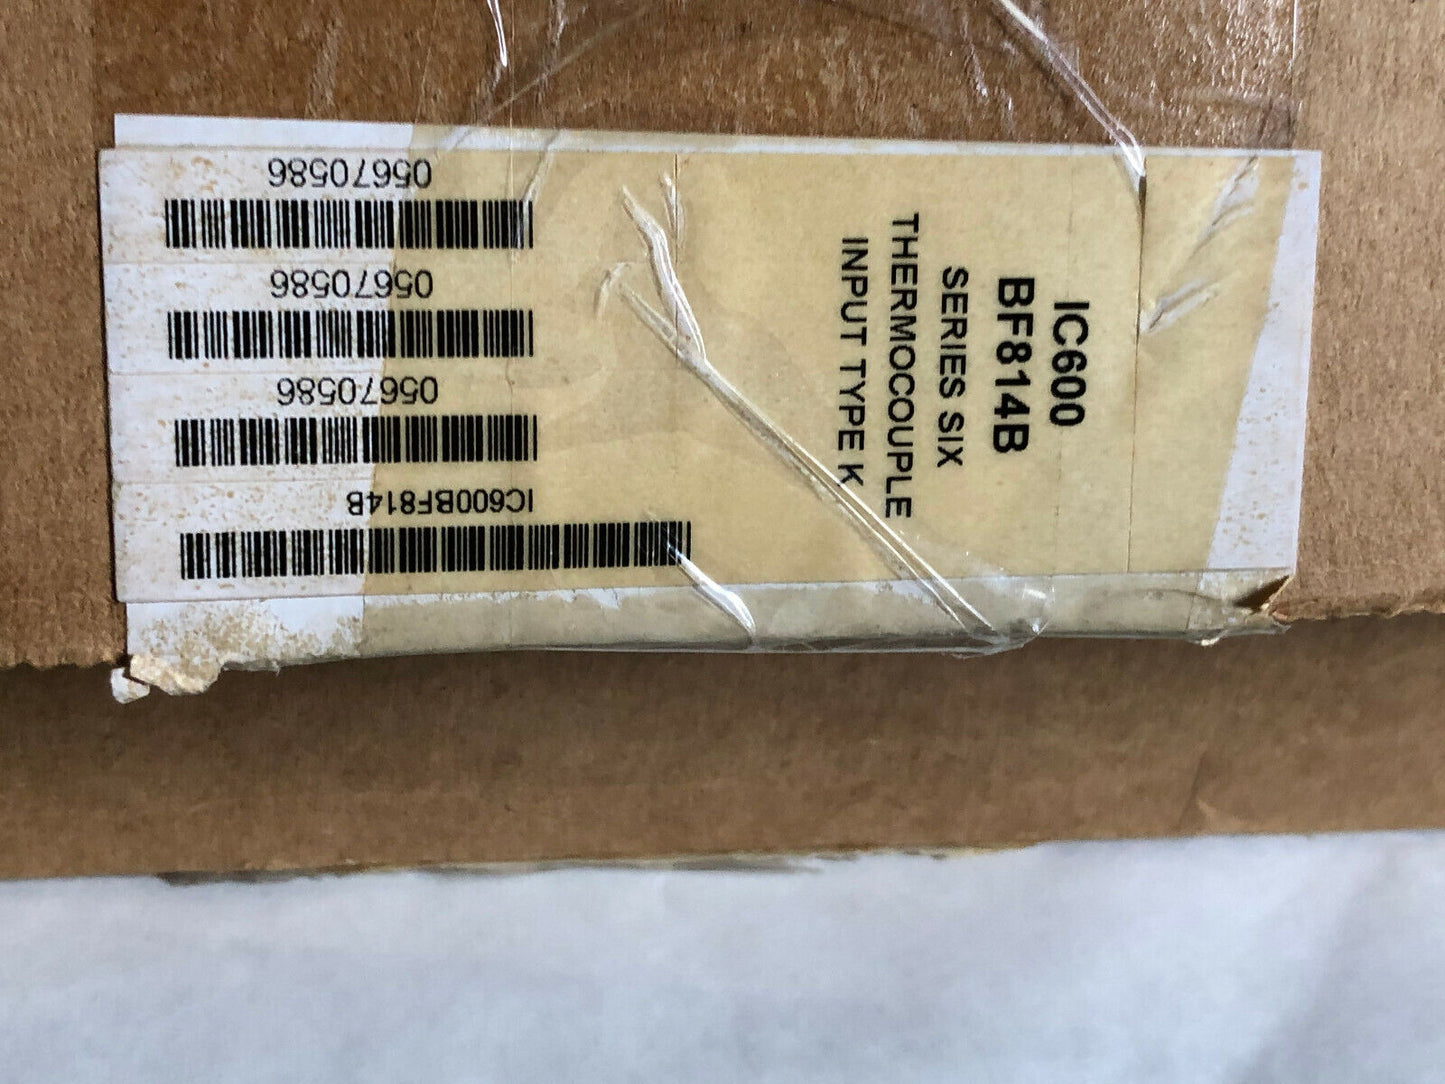 IC600
BF814B
SERIES SIX
THERMOCOUPLE
INPUT TYPE K
IC600BF814B
05670586
05670586
05670586